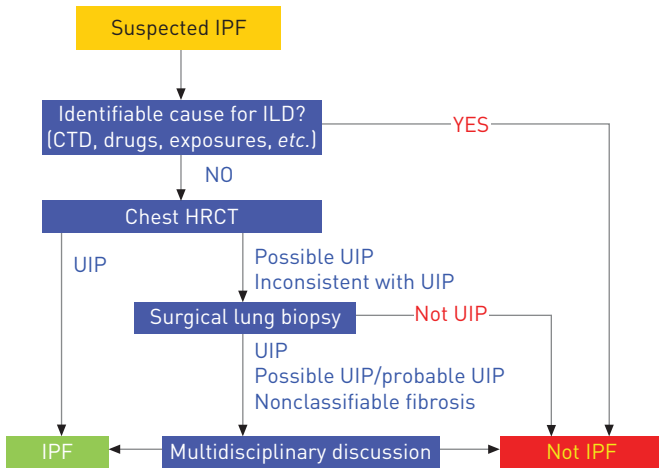 Suspected IPF
Identifiable cause for ILD?
(CTD, drugs, exposures, etc.)
YES
NO
Chest HRCT
UIP
Possible UIP
Inconsistent with UIP
Surgical lung biopsy
Not UIP
UIP
Possible UIP/probable UIP
Nonclassifiable fibrosis
IPF
Multidisciplinary discussion
Not IPF